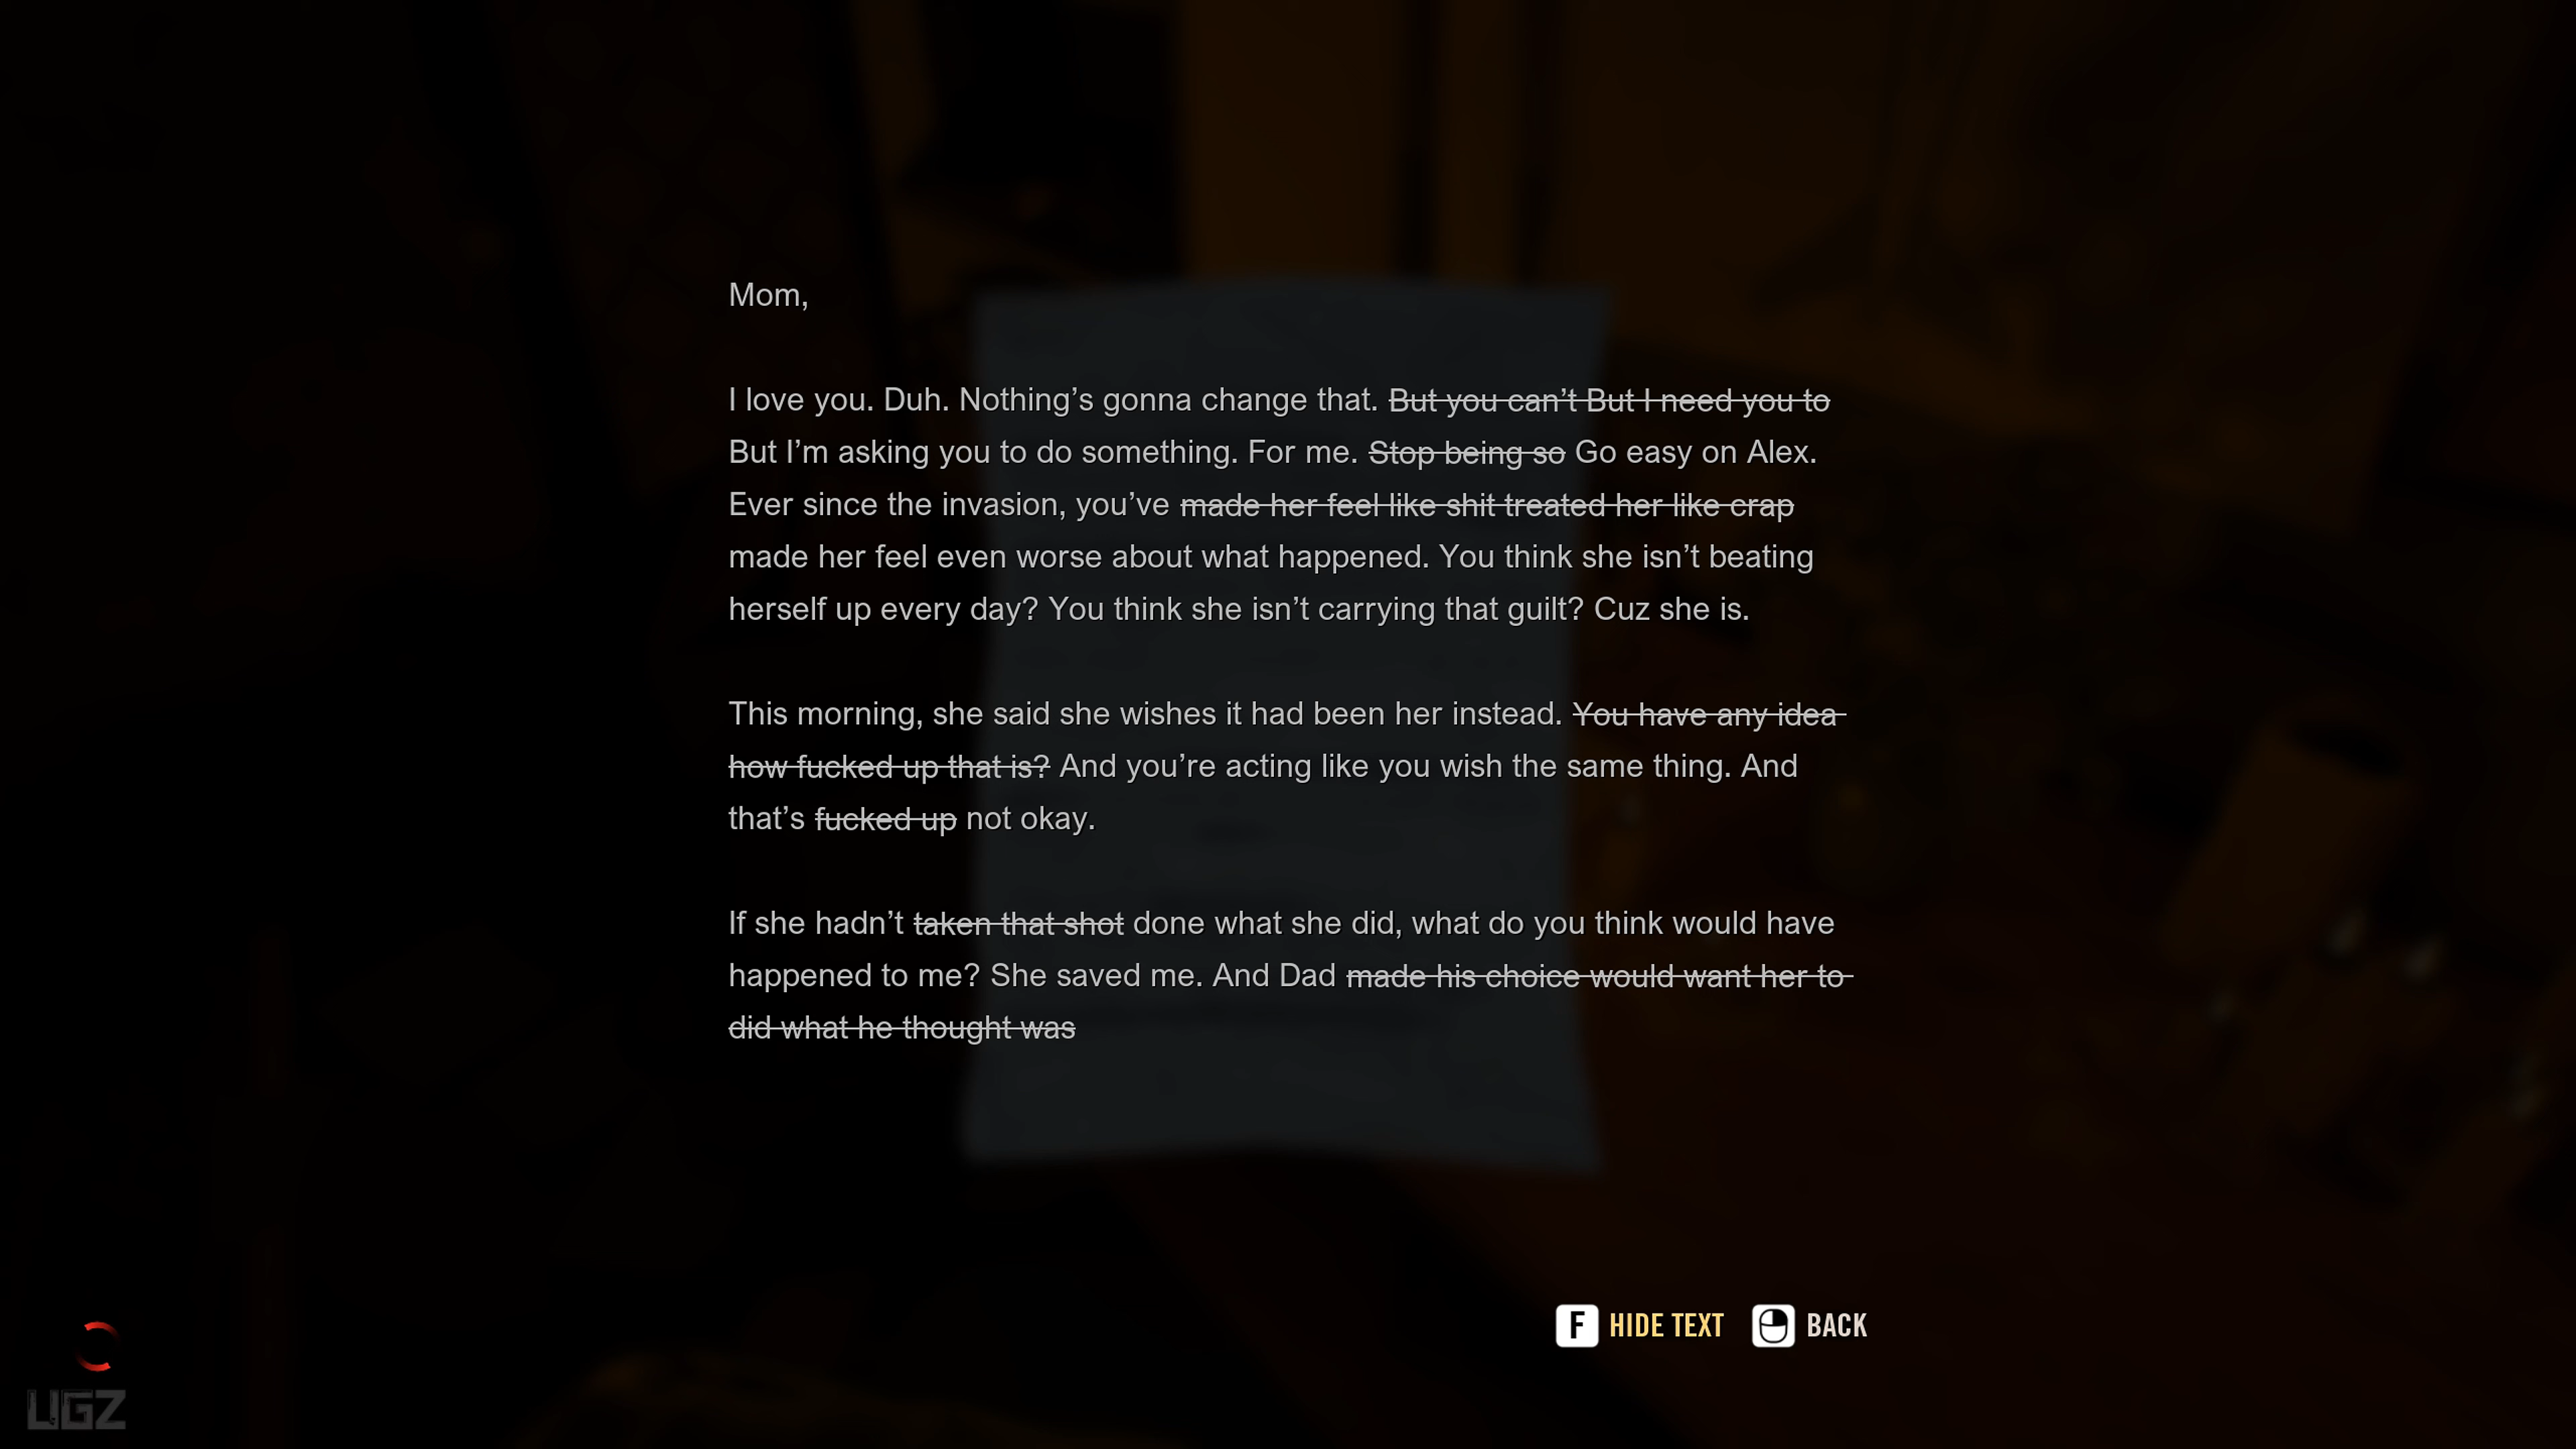 Mom,
I love you. Duh. Nothing’s gonna change that. But you can’t But I need you to
But I’m asking you to do something. For me. Stop being so Go easy on Alex.
Ever since the invasion, you’ve made her feel like shit treated her like crap
made her feel even worse about what happened. You think she isn’t beating
herself up every day? You think she isn’t carrying that guilt? Cuz she is.
This morning, she said she wishes it had been her instead. You have any idea
how fucked up that is? And you’re acting like you wish the same thing. And
that’s fucked up not okay.
If she hadn’t taken that shot done what she did, what do you think would have
happened to me? She saved me. And Dad made his choice would want her to
did what he thought was
F HIDE TEXT BACK
UGZ